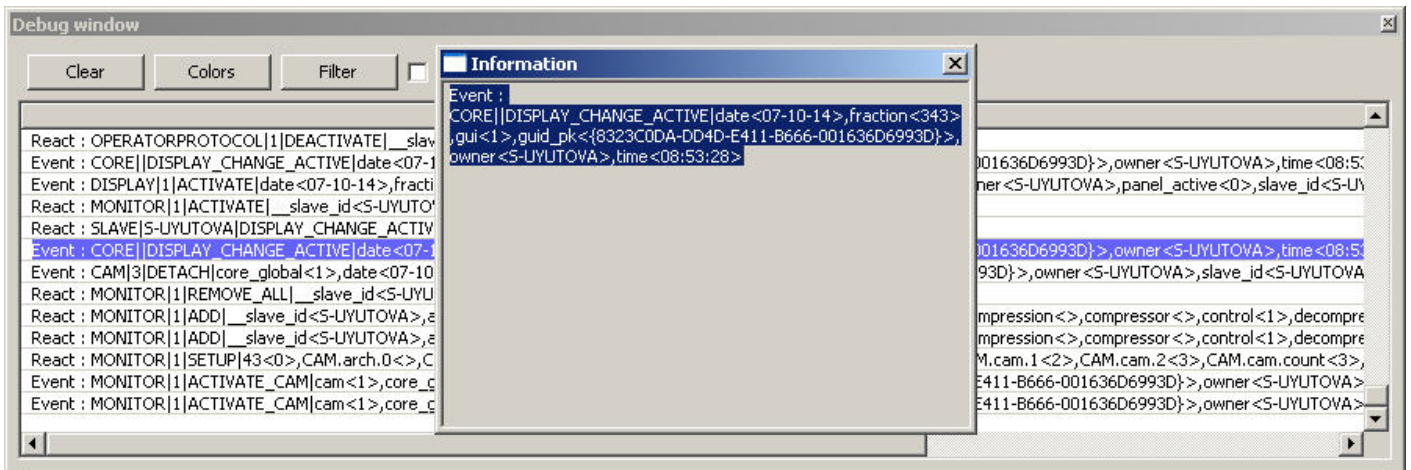 Debug window
Clear
Colors
Filter
Information
Event :
CORE||DISPLAY_CHANGE_ACTIVE|date<07-10-14>,fraction<343>
,gui<1>,guid_pk<{8323C0DA-DD4D-E411-B666-001636D6993D}>,
owner<S-UYUTOVA>,time<08:53:28>
React : OPERATORPROTOCOL|1|DEACTIVATE|__slav
Event : CORE||DISPLAY_CHANGE_ACTIVE|date<07-1 001636D6993D}>,owner<S-UYUTOVA>,time<08:53
Event : DISPLAY|1|ACTIVATE|date<07-10-14>,fracti ner<S-UYUTOVA>,panel_active<0>,slave_id<S-UY
React : MONITOR|1|ACTIVATE|__slave_id<S-UYUTO
React : SLAVE|S-UYUTOVA|DISPLAY_CHANGE_ACTIV
Event : CORE||DISPLAY_CHANGE_ACTIVE|date<07-1 001636D6993D}>,owner<S-UYUTOVA>,time<08:53
Event : CAM|3|DETACH|core_global<1>,date<07-10 93D}>,owner<S-UYUTOVA>,slave_id<S-UYUTOVA
React : MONITOR|1|REMOVE_ALL|__slave_id<S-UYU
React : MONITOR|1|ADD|__slave_id<S-UYUTOVA>,a mpression<>,compressor<>,control<1>,decompre
React : MONITOR|1|ADD|__slave_id<S-UYUTOVA>,a mpression<>,compressor<>,control<1>,decompre
React : MONITOR|1|SETUP|43<0>,CAM.arch.0<>,C M.cam.1<2>,CAM.cam.2<3>,CAM.cam.count<3>,
Event : MONITOR|1|ACTIVATE_CAM|cam<1>,core_g E411-B666-001636D6993D}>,owner<S-UYUTOVA>
Event : MONITOR|1|ACTIVATE_CAM|cam<1>,core_g E411-B666-001636D6993D}>,owner<S-UYUTOVA>